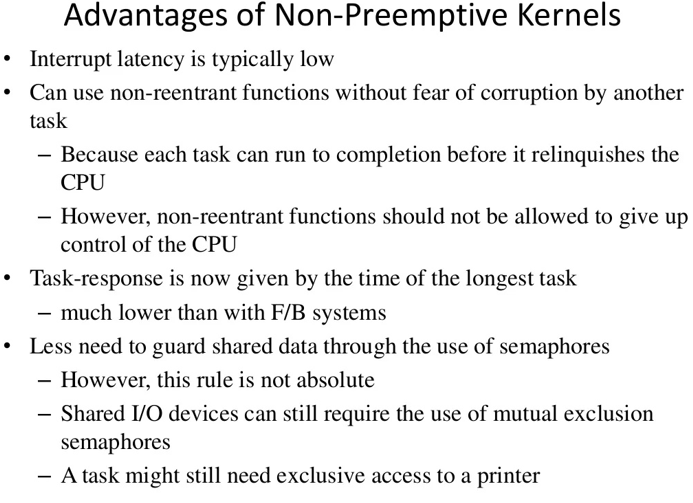 Advantages of Non-Preemptive Kernels
• Interrupt latency is typically low
• Can use non-reentrant functions without fear of corruption by another
task
– Because each task can run to completion before it relinquishes the
CPU
– However, non-reentrant functions should not be allowed to give up
control of the CPU
• Task-response is now given by the time of the longest task
– much lower than with F/B systems
• Less need to guard shared data through the use of semaphores
– However, this rule is not absolute
– Shared I/O devices can still require the use of mutual exclusion
semaphores
– A task might still need exclusive access to a printer